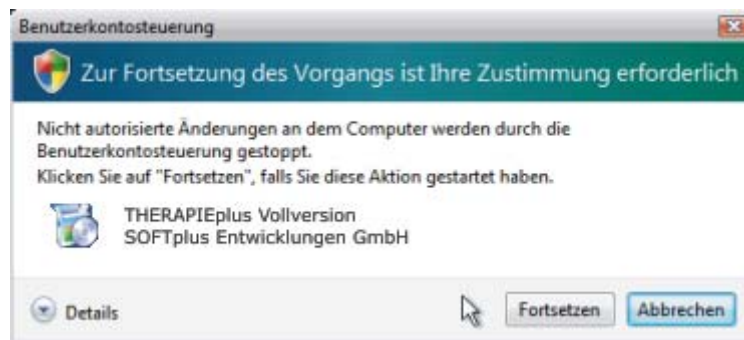 Benutzerkontosteuerung
Zur Fortsetzung des Vorgangs ist Ihre Zustimmung erforderlich
Nicht autorisierte Änderungen an dem Computer werden durch die
Benutzerkontosteuerung gestoppt.
Klicken Sie auf "Fortsetzen", falls Sie diese Aktion gestartet haben.
THERAPIEplus Vollversion
SOFTplus Entwicklungen GmbH
Details
Fortsetzen
Abbrechen